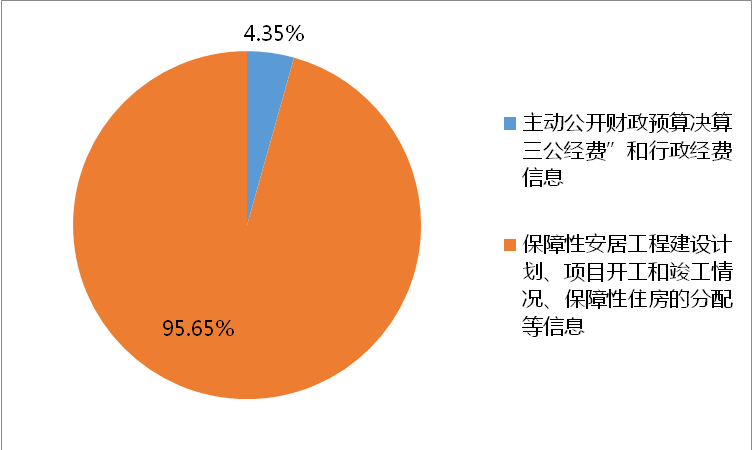 4.35%
主动公开财政预算决算
三公经费”和行政经费
信息
保障性安居工程建设计
划、项目开工和竣工情
况、保障性住房的分配
等信息
95.65%